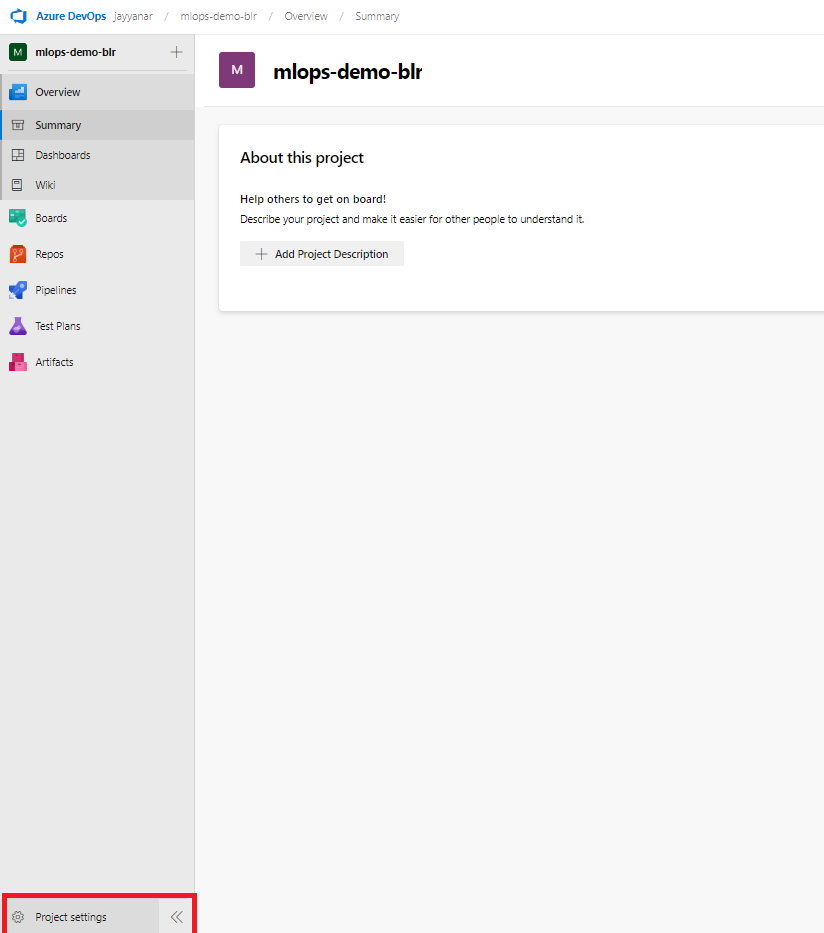 Azure DevOps jayyanar / mlops-demo-blr / Overview / Summary
M mlops-demo-blr
Overview
Summary
Dashboards
Wiki
Boards
Repos
Pipelines
Test Plans
Artifacts
Project settings
M mlops-demo-blr
About this project
Help others to get on board!
Describe your project and make it easier for other people to understand it.
Add Project Description